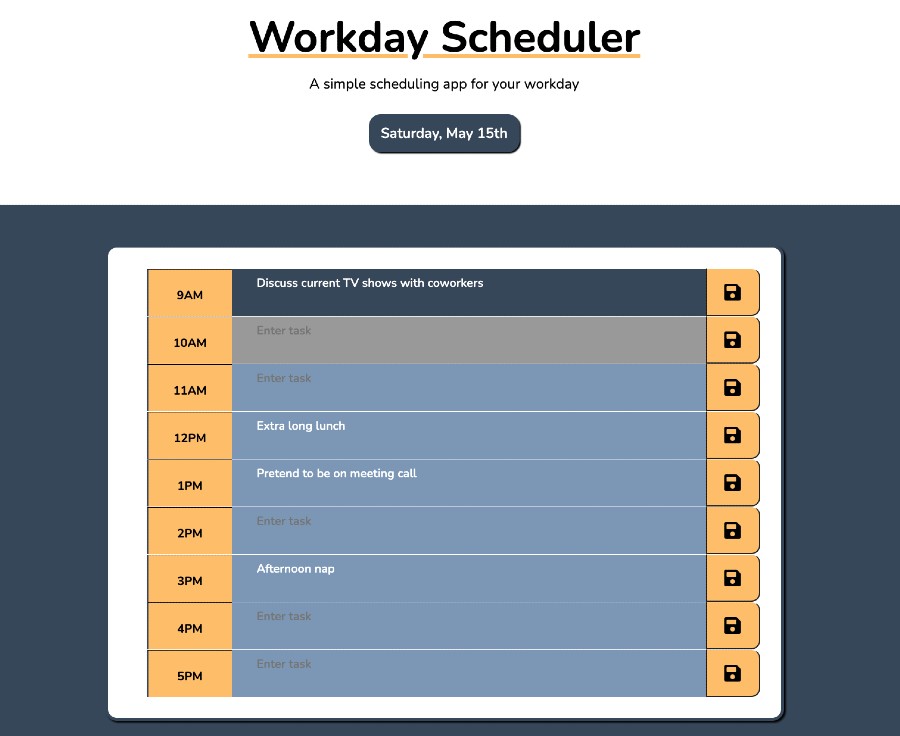 Workday Scheduler
A simple scheduling app for your workday
Saturday, May 15th
9AM Discuss current TV shows with coworkers
10AM Enter task
11AM Enter task
12PM Extra long lunch
1PM Pretend to be on meeting call
2PM Enter task
3PM Afternoon nap
4PM Enter task
5PM Enter task